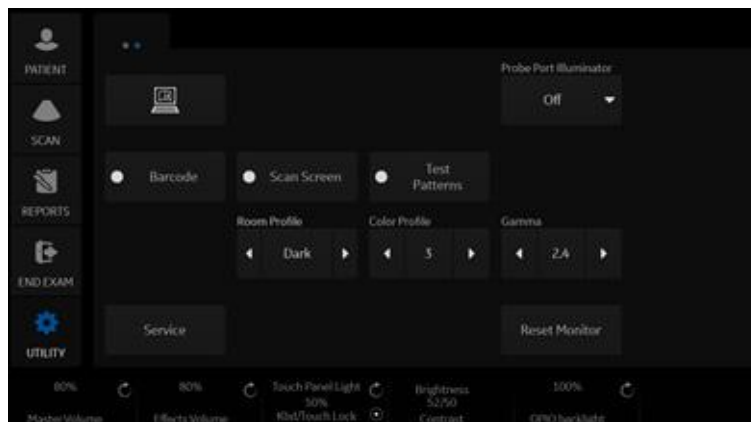 PATIENT
Probe Port Illuminator
Off
SCAN
Barcode
Scan Screen
Test
Patterns
REPORTS
Room Profile
Color Profile
Gamma
Dark
3
2.4
END EXAM
Service
Reset Monitor
UTILITY
80%
80%
Touch Panel Light
50%
Brightness
52/50
100%
Master Volume
Effects Volume
Kbd/Touch Lock
Contrast
GPIO backlight